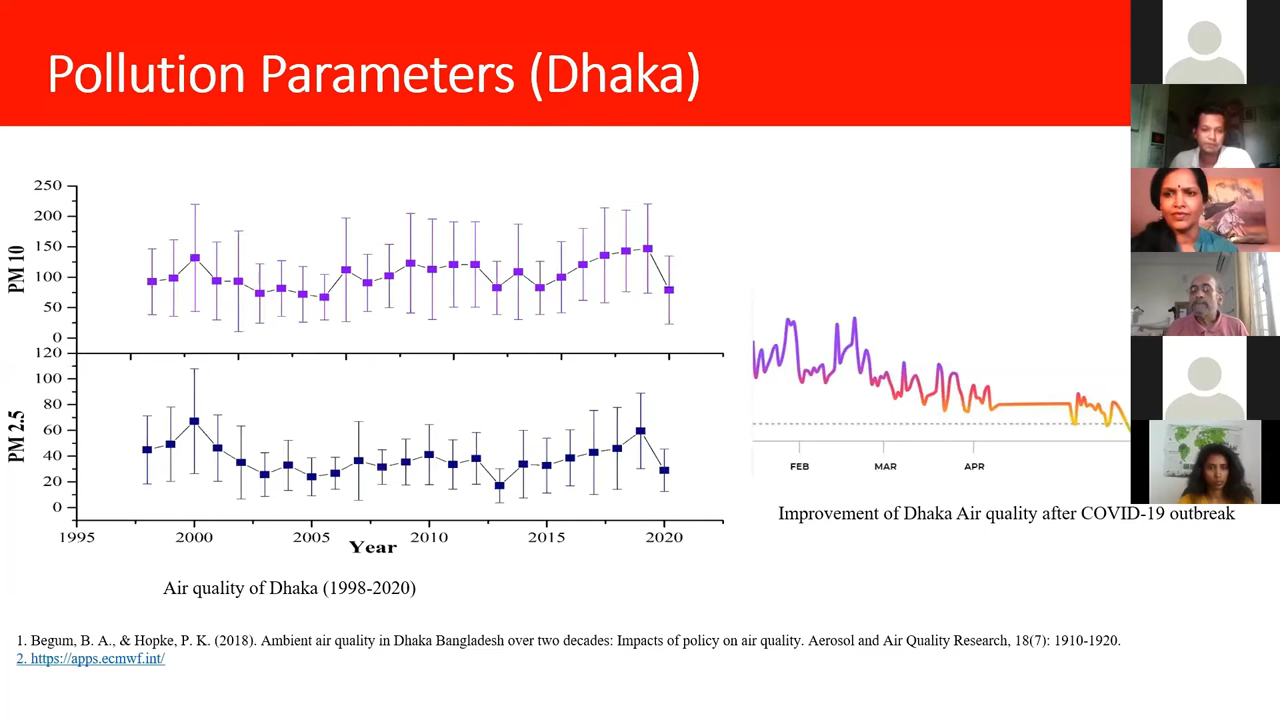 Pollution Parameters (Dhaka)
250
200
150
100
50
0
PM 10
120
100
80
60
40
20
0
PM 2.5
1995
2000
2005
2010
2015
2020
Year
Air quality of Dhaka (1998-2020)
FEB
MAR
APR
Improvement of Dhaka Air quality after COVID-19 outbreak
1. Begum, B. A., & Hopke, P. K. (2018). Ambient air quality in Dhaka Bangladesh over two decades: Impacts of policy on air quality. Aerosol and Air Quality Research, 18(7): 1910-1920.
2. https://apps.ecmwf.int/